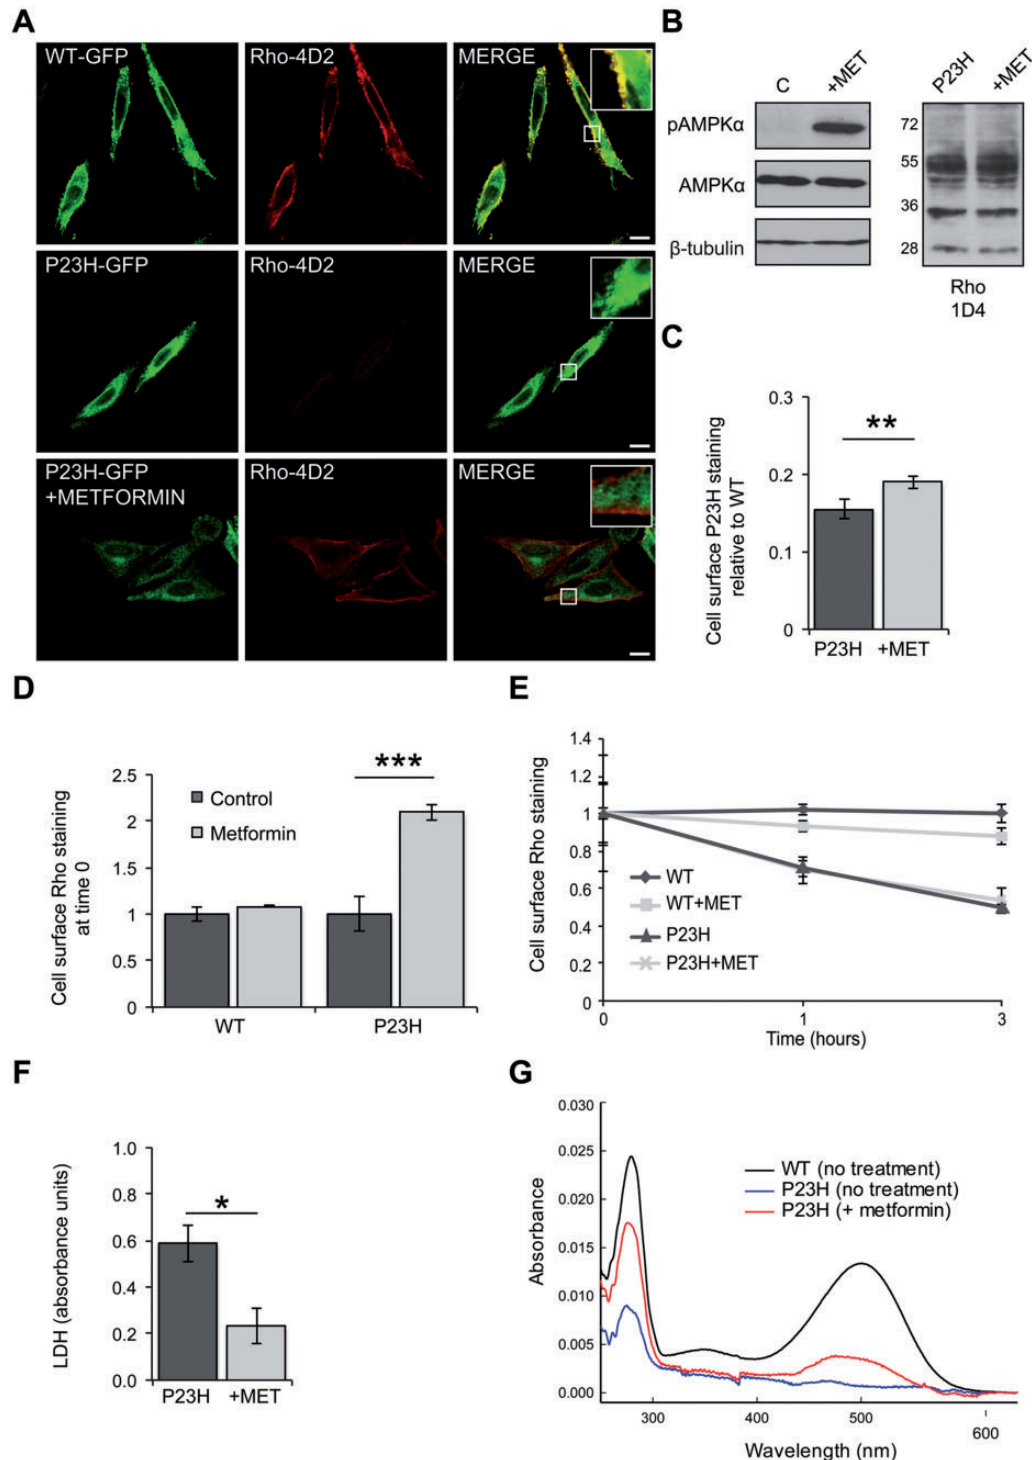 A
WT-GFP
Rho-4D2
MERGE
P23H-GFP
Rho-4D2
MERGE
P23H-GFP
+METFORMIN
Rho-4D2
MERGE
B
C
+MET
pAMPKα
AMPKα
β-tubulin
P23H
+MET
72
55
36
28
Rho
1D4
C
Cell surface P23H staining
relative to WT
0.3
0.2
0.1
0
**
P23H
+MET
D
Cell surface Rho staining
at time 0
2.5
2
1.5
1
0.5
0
Control
Metformin
***
WT
P23H
E
Cell surface Rho staining
1.4
1.2
1
0.8
0.6
0.4
0.2
0
WT
WT+MET
P23H
P23H+MET
0
1
3
Time (hours)
F
LDH (absorbance units)
1.0
0.8
0.6
0.4
0.2
0.0
*
P23H
+MET
G
Absorbance
0.030
0.025
0.020
0.015
0.010
0.005
0.000
WT (no treatment)
P23H (no treatment)
P23H (+ metformin)
300
400
500
600
Wavelength (nm)